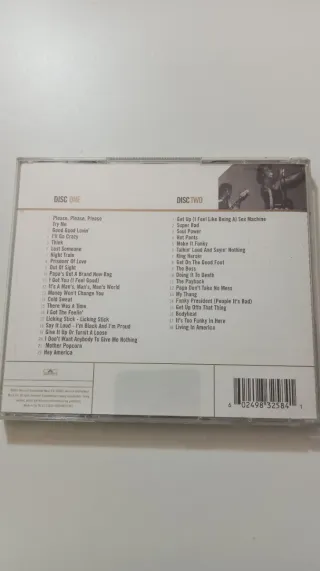 DISC ONE
Please, Please, Please
Try Me
Good Good Lovin'
I'll Go Crazy
Think
Lost Someone
Night Train
Prisoner Of Love
Out Of Sight
Papa's Got A Brand New Bag
I Got You (I Feel Good)
It's A Man's, Man's, Man's World
Money Won't Change You
Cold Sweat
There Was A Time
I Got The Feelin'
Licking Stick - Licking Stick
Say It Loud - I'm Black And I'm Proud
Give It Up Or Turnit A Loose
I Don't Want Anybody To Give Me Nothing
Mother Popcorn
Hey America
DISC TWO
Get Up (I Feel Like Being A) Sex Machine
Super Bad
Soul Power
Hot Pants
Make It Funky
Talkin' Loud And Sayin' Nothing
King Heroin
Get On The Good Foot
The Boss
Doing It To Death
The Payback
Papa Don't Take No Mess
My Thang
Funky President (People It's Bad)
Get Up Offa That Thing
Bodyheat
It's Too Funky In Here
Living In America
6 02498 32584 1